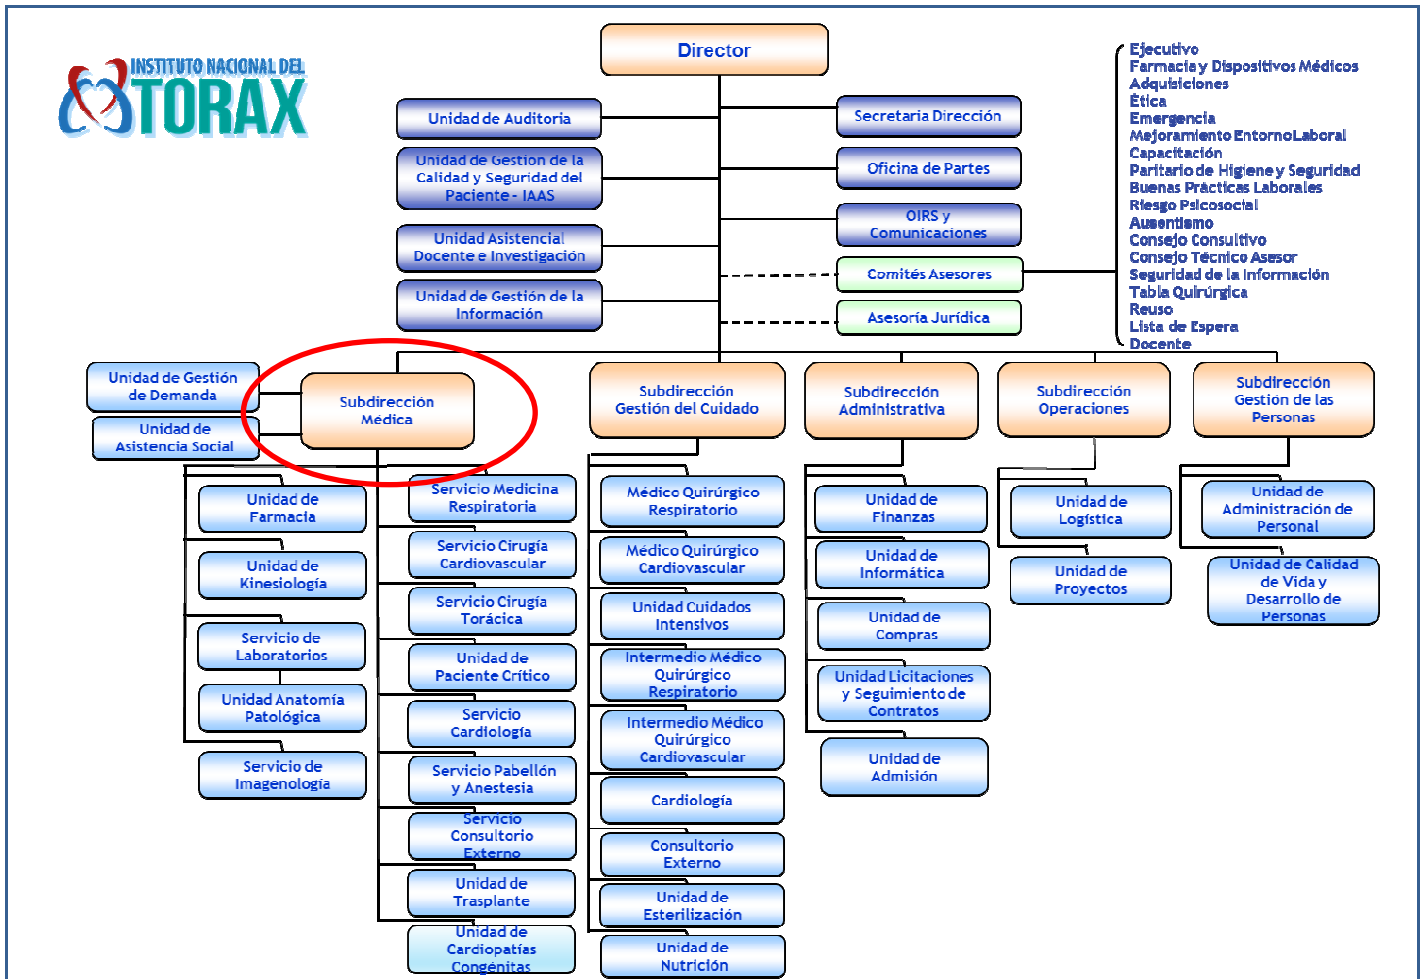 INSTITUTO NACIONAL DEL
TORAX
Director
Unidad de Auditoria
Unidad de Gestión de la
Calidad y Seguridad del
Paciente - IAAS
Unidad Asistencial
Docente e Investigación
Unidad de Gestión de la
Información
Secretaria Dirección
Oficina de Partes
OIRS y
Comunicaciones
Comités Asesores
Asesoría Jurídica
Ejecutivo
Farmacia y Dispositivos Médicos
Adquisiciones
Ética
Emergencia
Mejoramiento Entorno Laboral
Capacitación
Paritario de Higiene y Seguridad
Buenas Prácticas Laborales
Riesgo Psicosocial
Ausentismo
Consejo Consultivo
Consejo Técnico Asesor
Seguridad de la Información
Tabla Quirúrgica
Reuso
Lista de Espera
Docente
Unidad de Gestión
de Demanda
Unidad de
Asistencia Social
Subdirección
Médica
Subdirección
Gestión del Cuidado
Subdirección
Administrativa
Subdirección
Operaciones
Subdirección
Gestión de las
Personas
Unidad de
Farmacia
Unidad de
Kinesiología
Servicio de
Laboratorios
Unidad Anatomía
Patológica
Servicio de
Imagenología
Servicio Medicina
Respiratoria
Servicio Cirugía
Cardiovascular
Servicio Cirugía
Torácica
Unidad de
Paciente Crítico
Servicio
Cardiología
Servicio Pabellón
y Anestesia
Servicio
Consultorio
Externo
Unidad de
Trasplante
Unidad de
Cardiopatías
Congénitas
Médico Quirúrgico
Respiratorio
Médico Quirúrgico
Cardiovascular
Unidad Cuidados
Intensivos
Intermedio Médico
Quirúrgico
Respiratorio
Intermedio Médico
Quirúrgico
Cardiovascular
Cardiología
Consultorio
Externo
Unidad de
Esterilización
Unidad de
Nutrición
Unidad de
Finanzas
Unidad de
Informática
Unidad de
Compras
Unidad Licitaciones
y Seguimiento de
Contratos
Unidad de
Admisión
Unidad de
Logística
Unidad de
Proyectos
Unidad de
Administración de
Personal
Unidad de Calidad
de Vida y
Desarrollo de
Personas